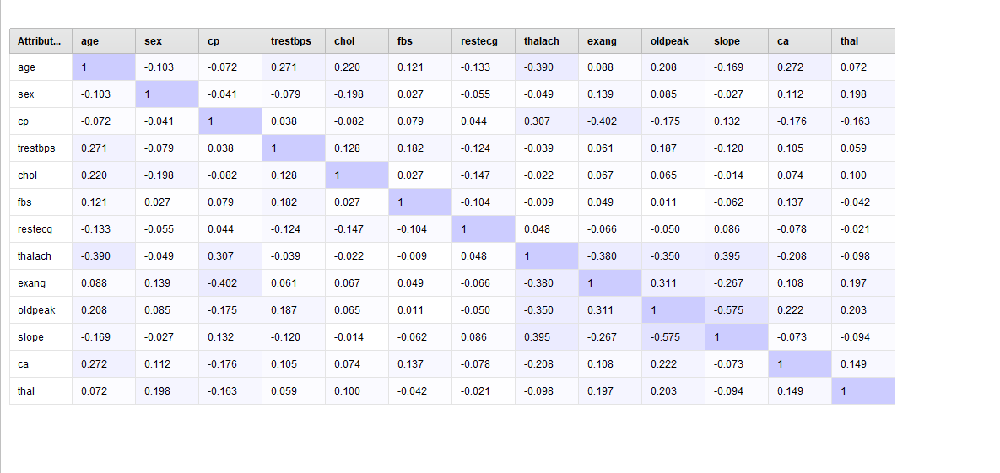 Attribut... age sex cp trestbps chol fbs restecg thalach exang oldpeak slope ca thal
age 1 -0.103 -0.072 0.271 0.220 0.121 -0.133 -0.390 0.088 0.208 -0.169 0.272 0.072
sex -0.103 1 -0.041 -0.079 -0.198 0.027 -0.055 -0.049 0.139 0.085 -0.027 0.112 0.198
cp -0.072 -0.041 1 0.038 -0.082 0.079 0.044 0.307 -0.402 -0.175 0.132 -0.176 -0.163
trestbps 0.271 -0.079 0.038 1 0.128 0.182 -0.124 -0.039 0.061 0.187 -0.120 0.105 0.059
chol 0.220 -0.198 -0.082 0.128 1 0.027 -0.147 -0.022 0.067 0.065 -0.014 0.074 0.100
fbs 0.121 0.027 0.079 0.182 0.027 1 -0.104 -0.009 0.049 0.011 -0.062 0.137 -0.042
restecg -0.133 -0.055 0.044 -0.124 -0.147 -0.104 1 0.048 -0.066 -0.050 0.086 -0.078 -0.021
thalach -0.390 -0.049 0.307 -0.039 -0.022 -0.009 0.048 1 -0.380 -0.350 0.395 -0.208 -0.098
exang 0.088 0.139 -0.402 0.061 0.067 0.049 -0.066 -0.380 1 0.311 -0.267 0.108 0.197
oldpeak 0.208 0.085 -0.175 0.187 0.065 0.011 -0.050 -0.350 0.311 1 -0.575 0.222 0.203
slope -0.169 -0.027 0.132 -0.120 -0.014 -0.062 0.086 0.395 -0.267 -0.575 1 -0.073 -0.094
ca 0.272 0.112 -0.176 0.105 0.074 0.137 -0.078 -0.208 0.108 0.222 -0.073 1 0.149
thal 0.072 0.198 -0.163 0.059 0.100 -0.042 -0.021 -0.098 0.197 0.203 -0.094 0.149 1